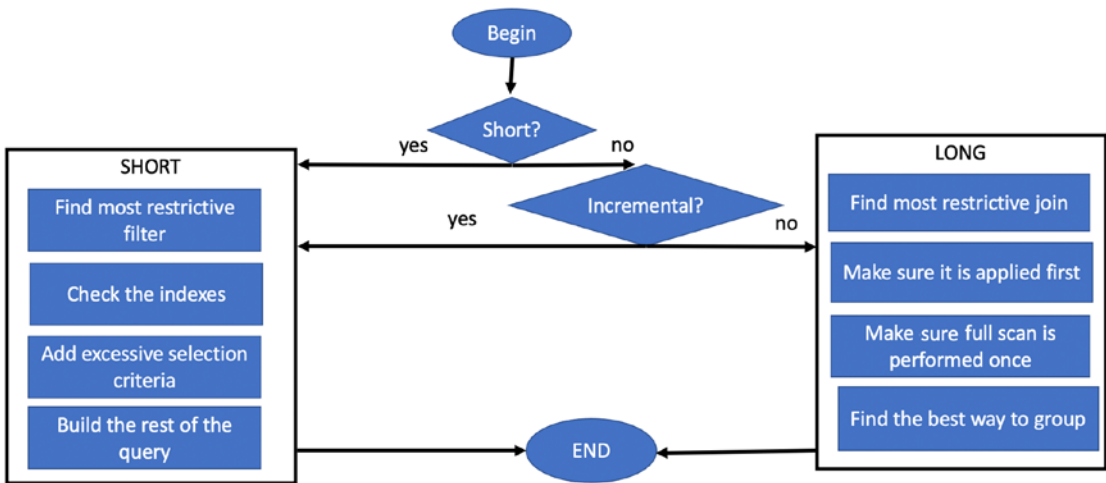 Begin
Short?
yes
no
SHORT
Find most restrictive
filter
Check the indexes
Add excessive selection
criteria
Build the rest of the
query
Incremental?
yes
no
LONG
Find most restrictive join
Make sure it is applied first
Make sure full scan is
performed once
Find the best way to group
END